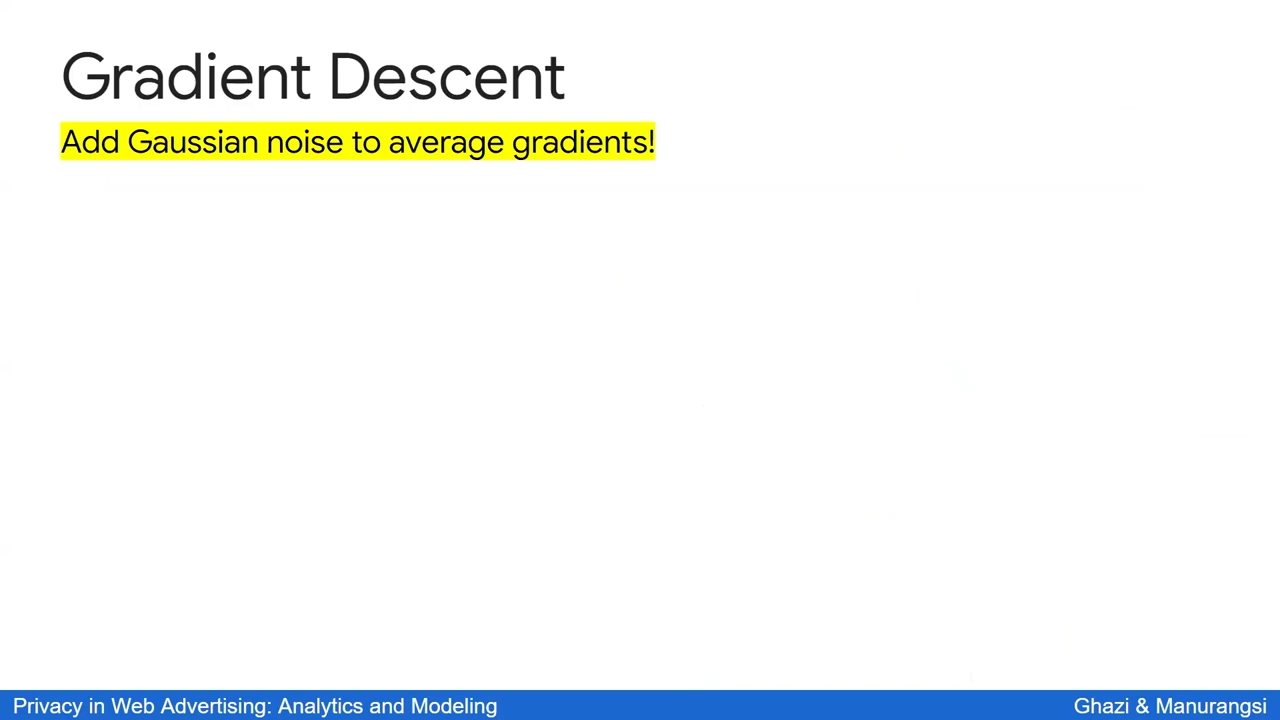 Gradient Descent
Add Gaussian noise to average gradients!
Privacy in Web Advertising: Analytics and Modeling
Ghazi & Manurangsi